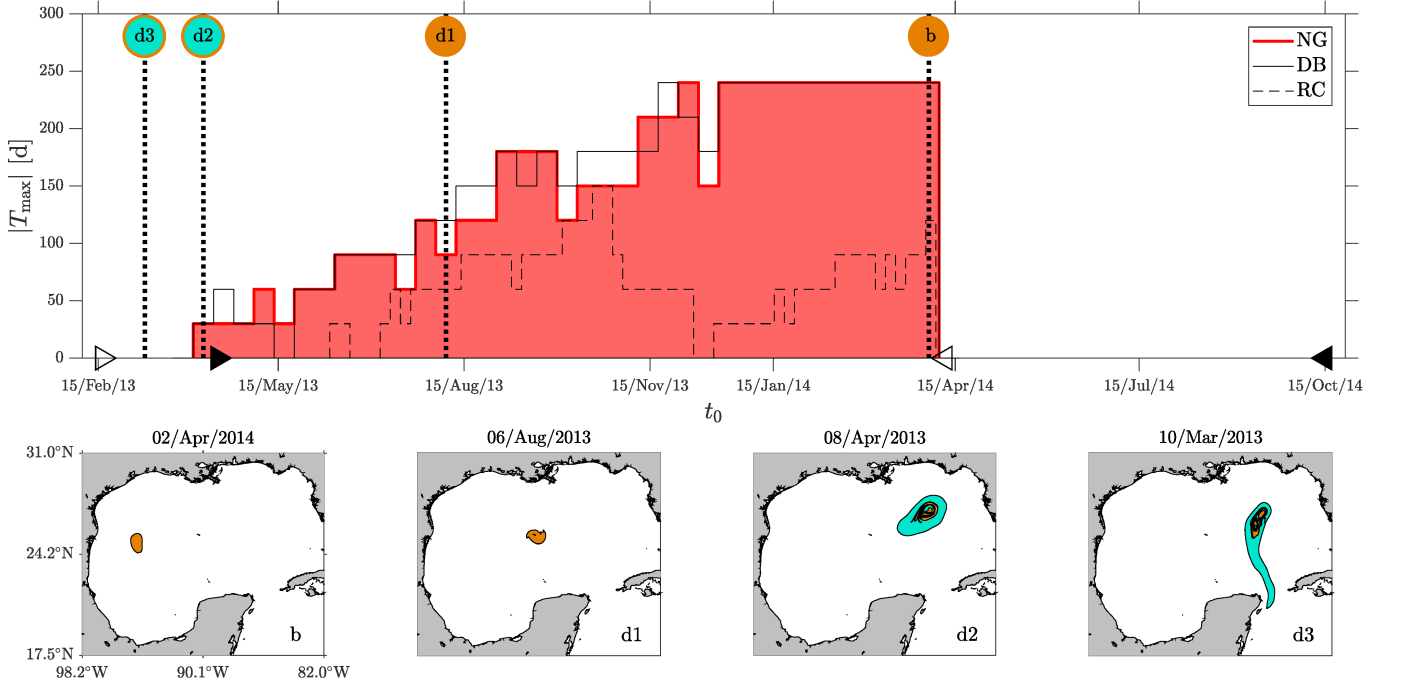 300
d3 d2 d1 b
NG
DB
RC
250
200
150
100
50
0
|T_max| [d]
15/Feb/13 15/May/13 15/Aug/13 15/Nov/13 15/Jan/14 15/Apr/14 15/Jul/14 15/Oct/14
t_0
02/Apr/2014 06/Aug/2013 08/Apr/2013 10/Mar/2013
31.0°N
24.2°N
17.5°N
b d1 d2 d3
98.2°W 90.1°W 82.0°W